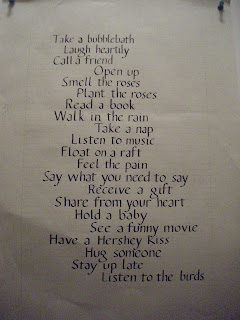 Take a bubblebath
Laugh heartily
Call a friend
Open up
Smell the roses
Plant the roses
Read a book
Walk in the rain
Take a nap
Listen to music
Float on a raft
Feel the pain
Say what you need to say
Receive a gift
Share from your heart
Hold a baby
See a funny movie
Have a Hershey Kiss
Hug someone
Stay up late
Listen to the birds